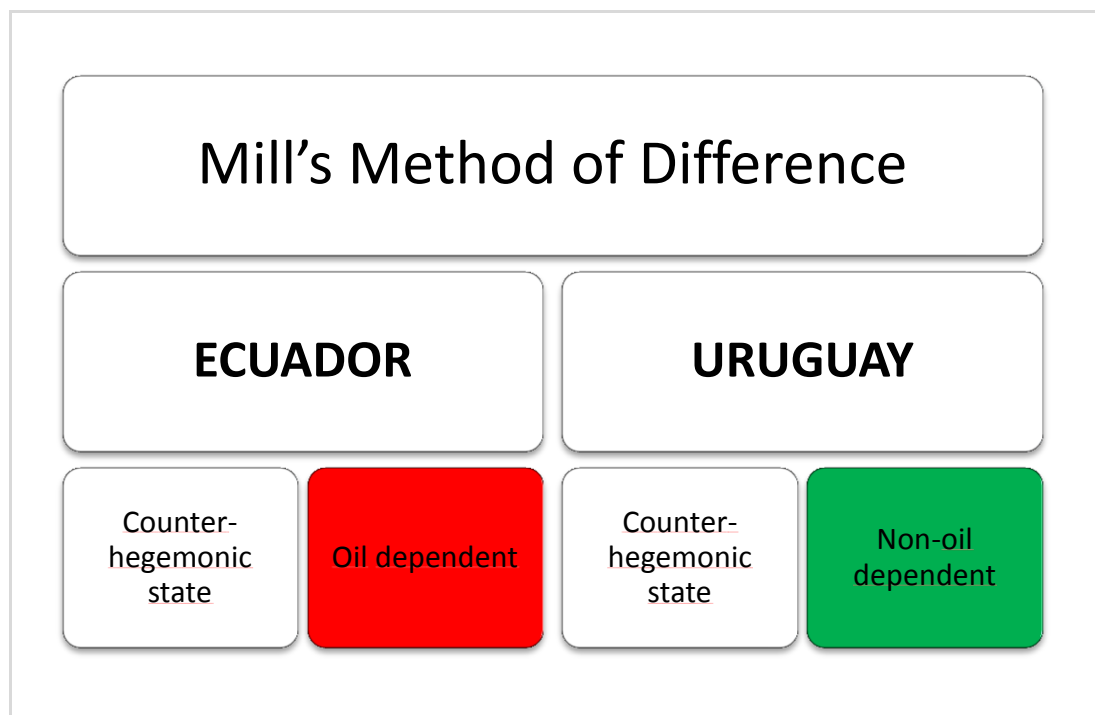 Mill’s Method of Difference
ECUADOR
URUGUAY
Counter-
hegemonic
state
Oil dependent
Counter-
hegemonic
state
Non-oil
dependent